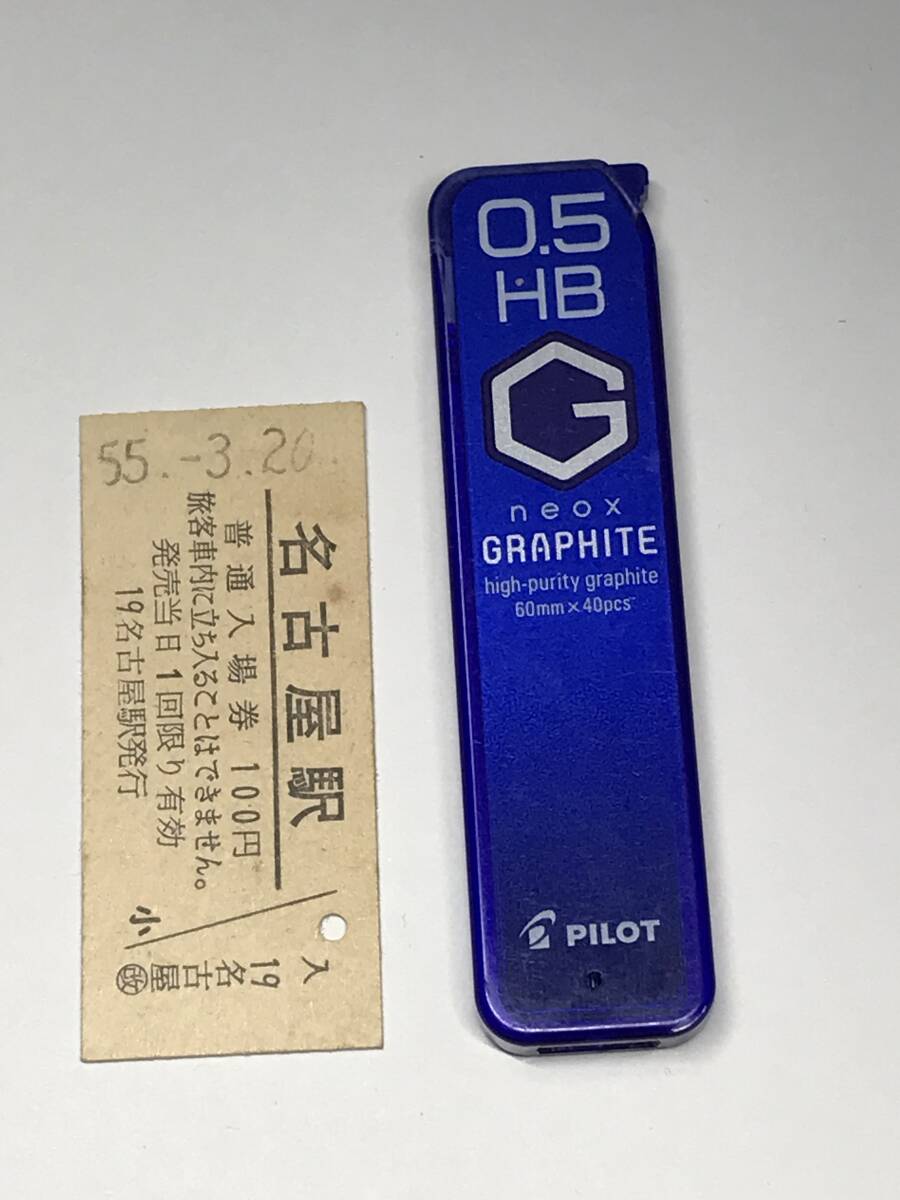 55.-3.20
名古屋駅
普通入場券 100円
旅客車内に立ち入ることはできません。
発売当日1回限り有効
19名古屋駅発行
小
入
19名古屋
改
0.5
HB
G
neox
GRAPHITE
high-purity graphite
60mm×40pcs
PILOT